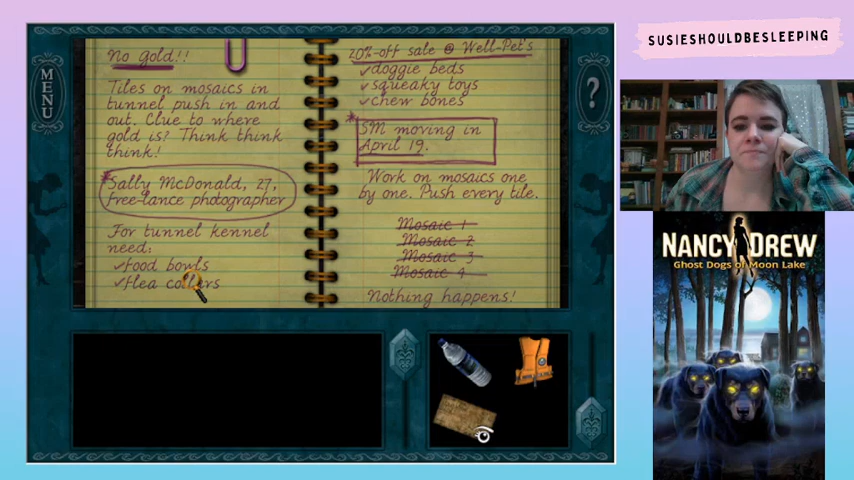 No gold!!
Tiles on mosaics in
tunnel push in and
out. Clue to where
gold is? Think think
think!
*Sally McDonald, 27,
free-lance photographer
For tunnel kennel
need:
✓food bowls
✓flea collars
20%-off sale @ Well-Pet's
✓doggie beds
✓squeaky toys
✓chew bones
*SM moving in
April 19.
Work on mosaics one
by one. Push every tile.
Mosaic 1
Mosaic 2
Mosaic 3
Mosaic 4
Nothing happens!
MENU
?
SUSIESHOULDBESLEEPING
NANCY DREW
Ghost Dogs of Moon Lake